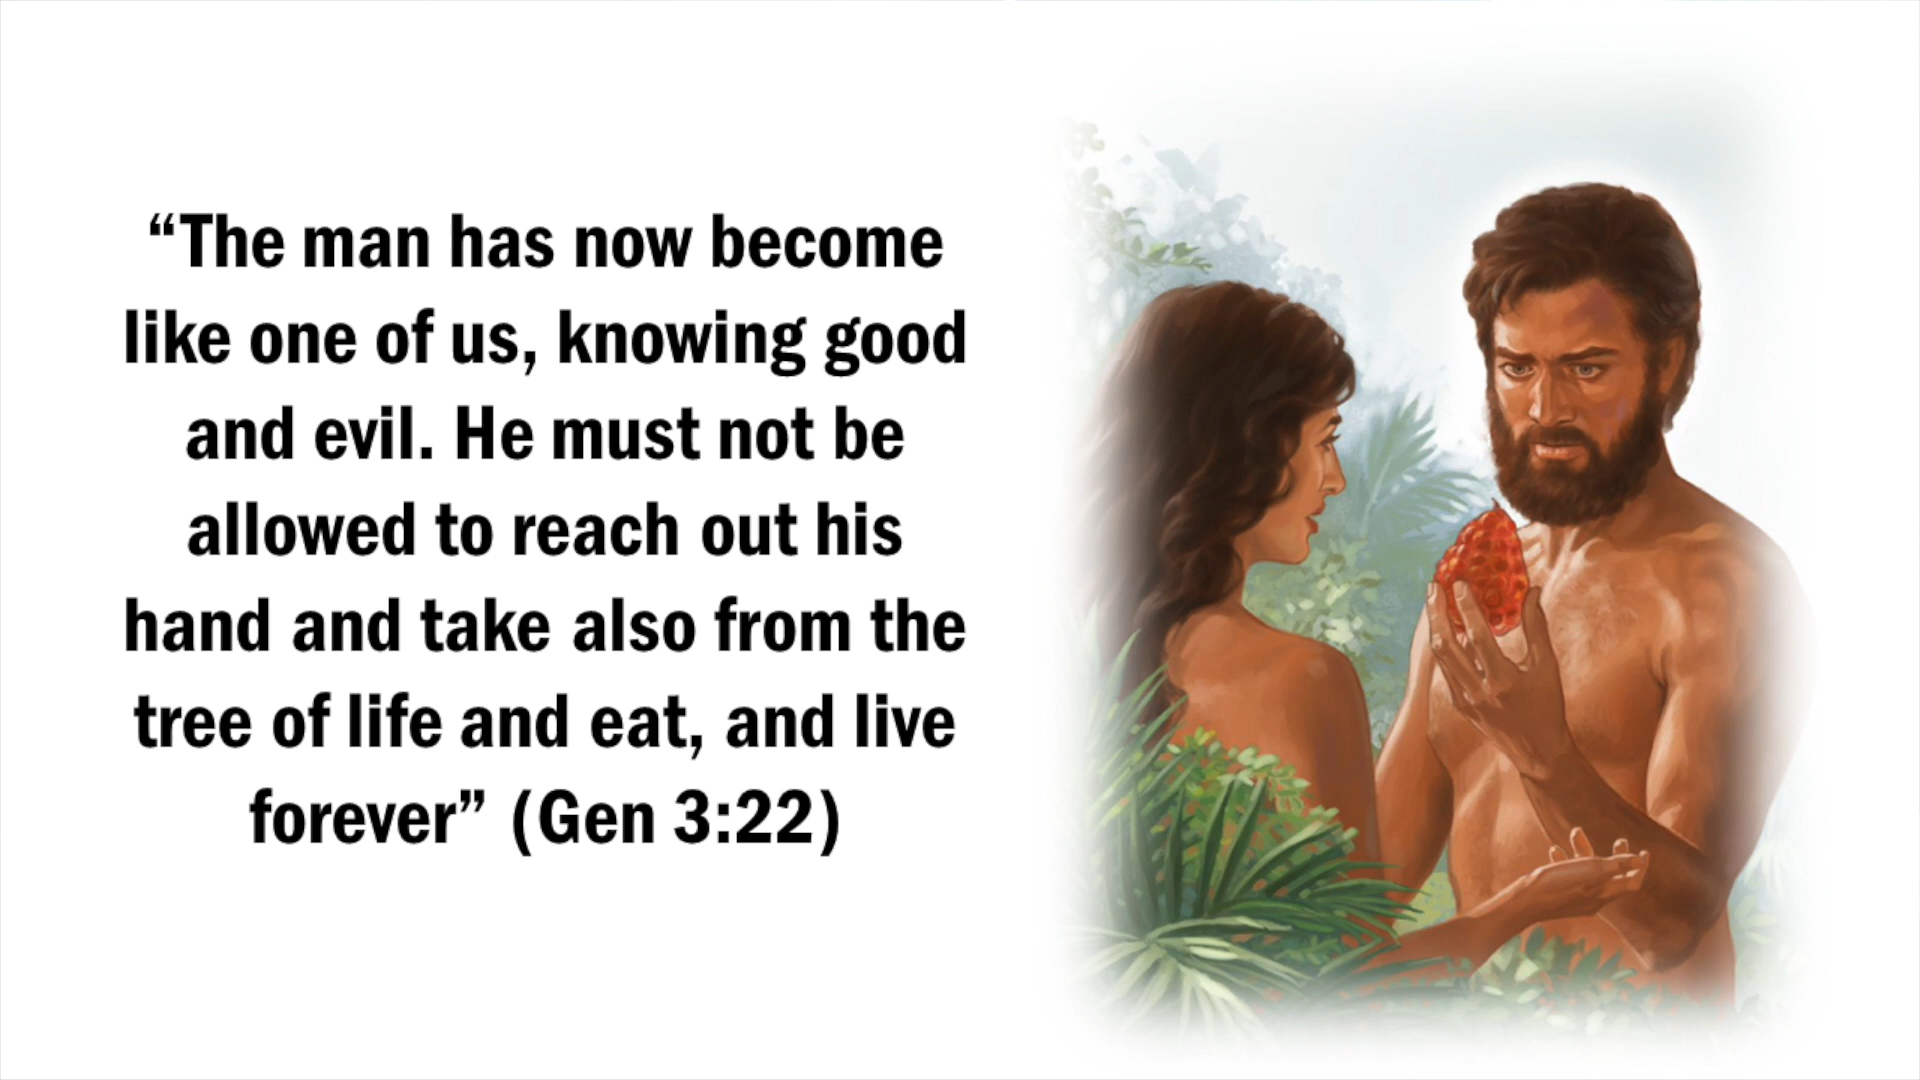 “The man has now become
like one of us, knowing good
and evil. He must not be
allowed to reach out his
hand and take also from the
tree of life and eat, and live
forever” (Gen 3:22)